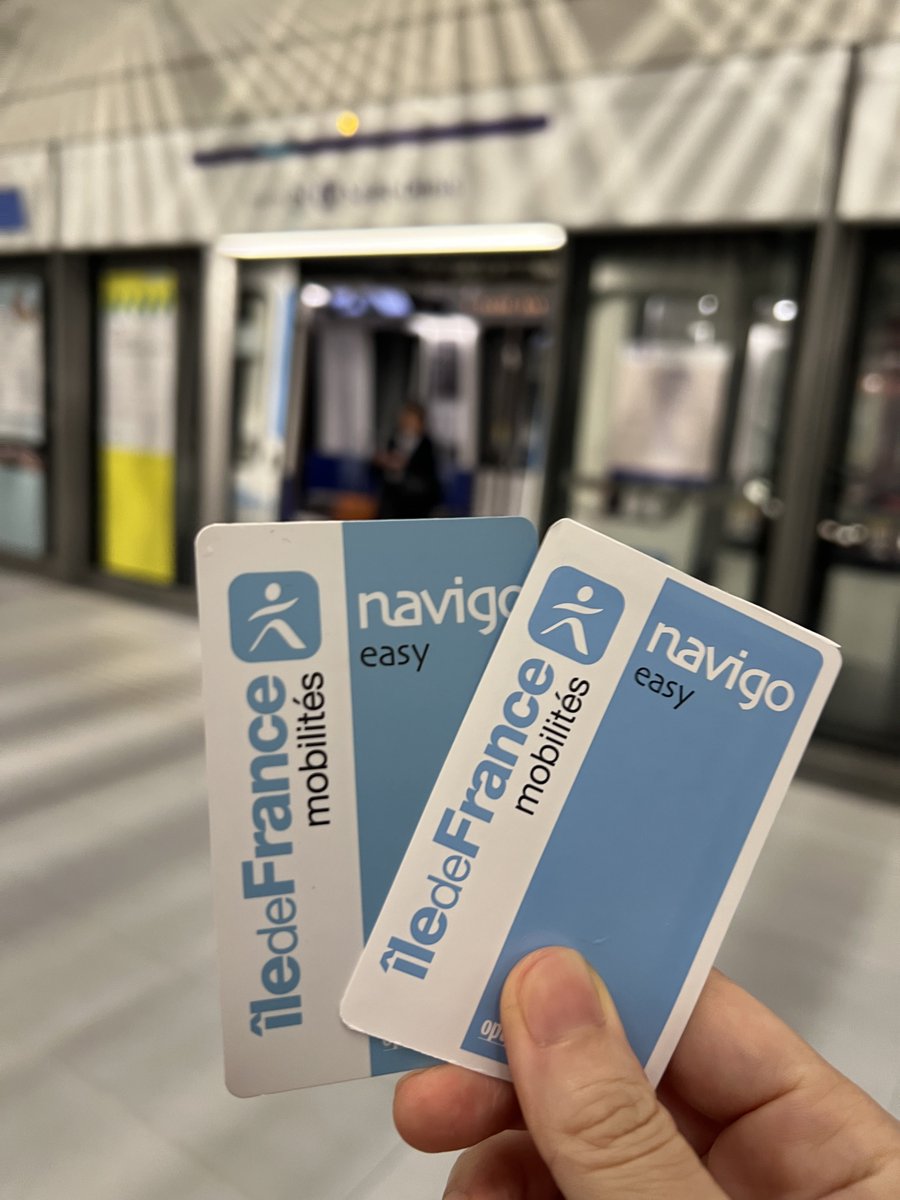 navigo
easy
îledeFrance
mobilités
navigo
easy
îledeFrance
mobilités